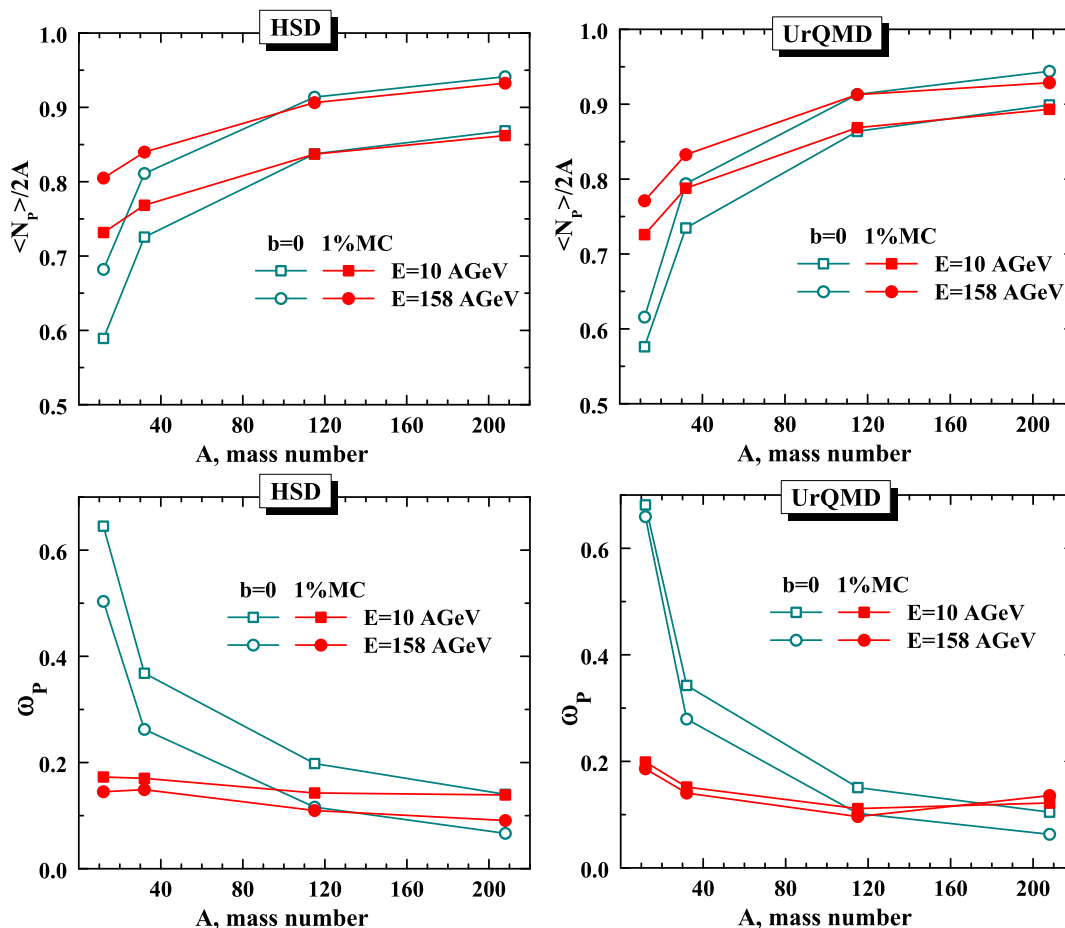 HSD
1.0
0.9
0.8
0.7
0.6
0.5
<N_P>/2A
b=0 1%MC
E=10 AGeV
E=158 AGeV
40 80 120 160 200
A, mass number
UrQMD
1.0
0.9
0.8
0.7
0.6
0.5
<N_P>/2A
b=0 1%MC
E=10 AGeV
E=158 AGeV
40 80 120 160 200
A, mass number
HSD
0.6
0.4
0.2
0.0
ω_P
b=0 1%MC
E=10 AGeV
E=158 AGeV
40 80 120 160 200
A, mass number
UrQMD
0.6
0.4
0.2
0.0
ω_P
b=0 1%MC
E=10 AGeV
E=158 AGeV
40 80 120 160 200
A, mass number